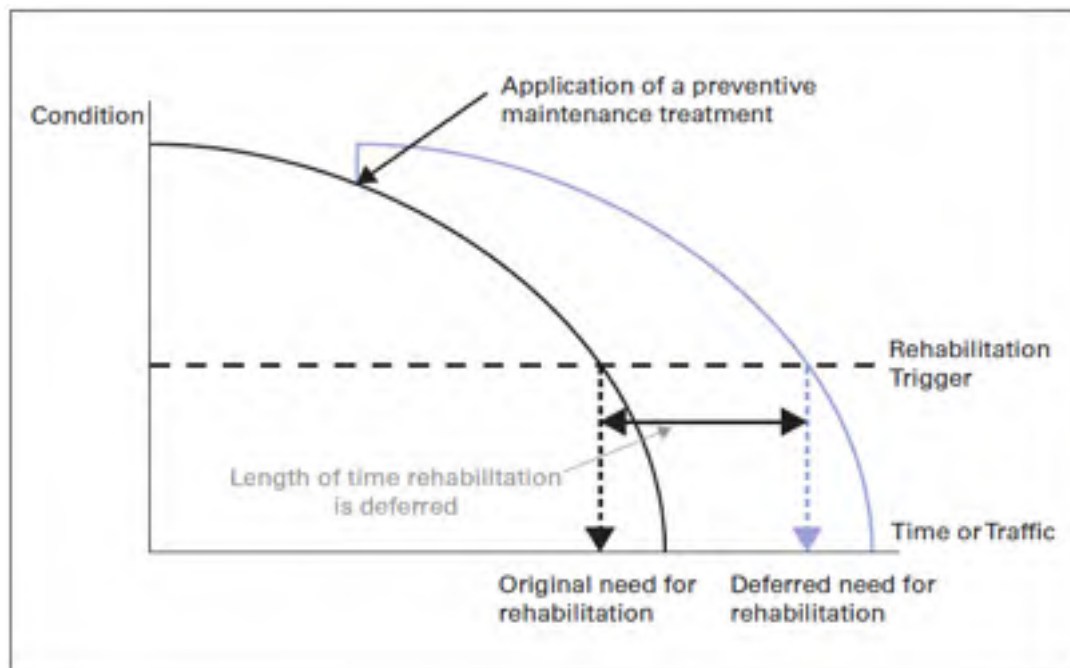 Application of a preventive
maintenance treatment
Condition
Rehabilitation
Trigger
Length of time rehabilitation
is deferred
Time or Traffic
Original need for
rehabilitation
Deferred need for
rehabilitation